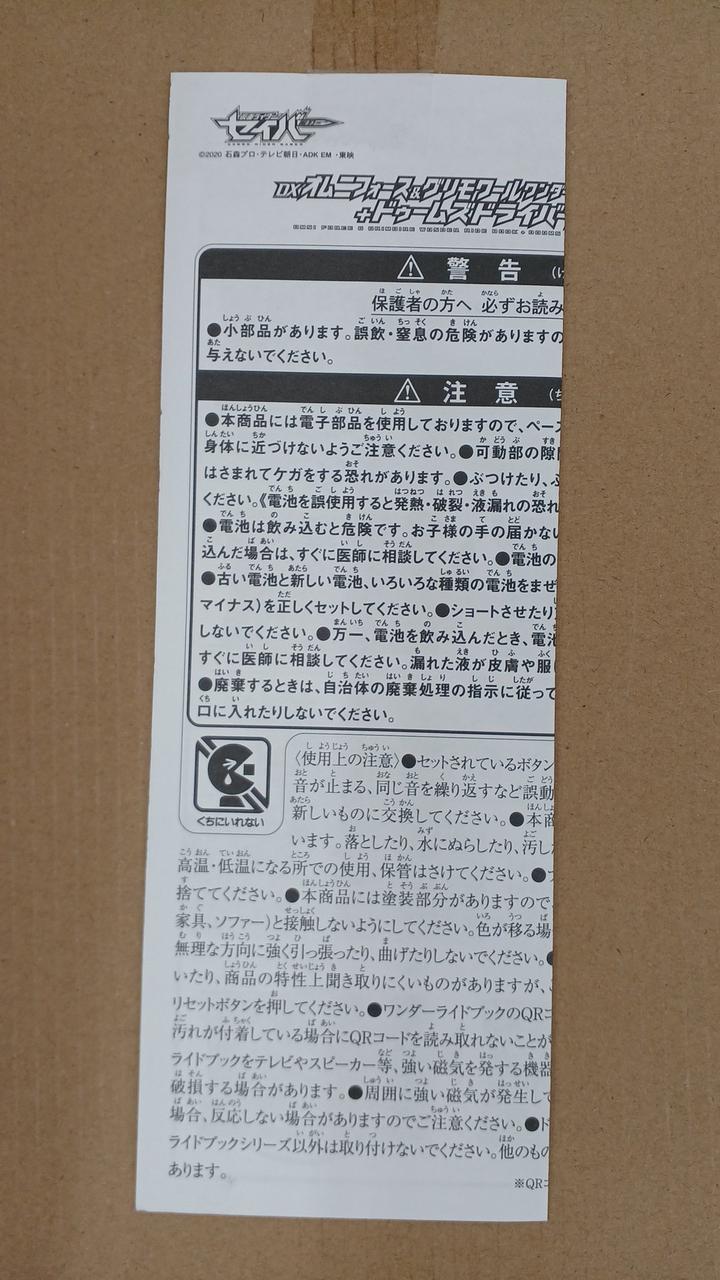 仮面ライダー
セイバー
KAMEN RIDER SABER
©2020 石森プロ・テレビ朝日・ADK EM ・東映
DXオムニフォース&グリモワールワンダー
+ドゥームズドライバー
OMNI FORCE & GRIMOIRE WONDER RIDE BOOK + DOOMS
警告
保護者の方へ 必ずお読み
●小部品があります。誤飲・窒息の危険がありますの
与えないでください。
注意
●本商品には電子部品を使用しておりますので、ペース
身体に近づけないようご注意ください。●可動部の隙間
はさまれてケガをする恐れがあります。●ぶつけたり、
ください。《電池を誤使用すると発熱・破裂・液漏れの恐れ
●電池は飲み込むと危険です。お子様の手の届かない
込んだ場合は、すぐに医師に相談してください。●電池の
●古い電池と新しい電池、いろいろな種類の電池をまぜ
マイナス)を正しくセットしてください。●ショートさせたり
しないでください。●万一、電池を飲み込んだとき、電池
すぐに医師に相談してください。漏れた液が皮膚や服に
●廃棄するときは、自治体の廃棄処理の指示に従って
口に入れたりしないでください。
くちにいれない
〈使用上の注意〉●セットされているボタン
音が止まる、同じ音を繰り返すなど誤動
新しいものに交換してください。●本商
います。落としたり、水にぬらしたり、汚した
高温・低温になる所での使用、保管はさけてください。●
捨ててください。●本商品には塗装部分がありますので、
家具、ソファー)と接触しないようにしてください。色が移る場
無理な方向に強く引っ張ったり、曲げたりしないでください。●
いたり、商品の特性上聞き取りにくいものがありますが、
リセットボタンを押してください。●ワンダーライドブックのQRコ
汚れが付着している場合にQRコードを読み取れないことが
ライドブックをテレビやスピーカー等、強い磁気を発する機器
破損する場合があります。●周囲に強い磁気が発生して
場合、反応しない場合がありますのでご注意ください。●ド
ライドブックシリーズ以外は取り付けないでください。他のもの
あります。
※QRコ